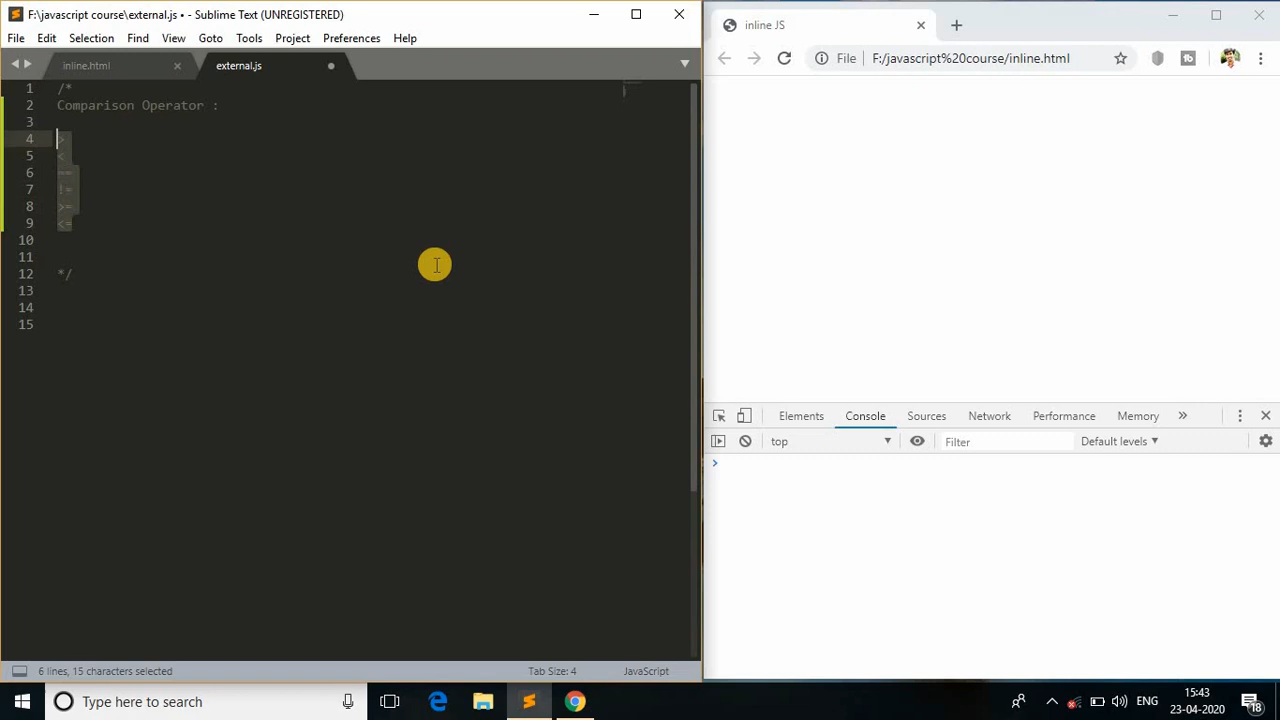 F:\javascript course\external.js • - Sublime Text (UNREGISTERED)
File Edit Selection Find View Goto Tools Project Preferences Help
inline.html
external.js
1 /*
2 Comparison Operator :
3
4 >
5 <
6 ==
7 !=
8 >=
9 <=
10
11
12 */
13
14
15
6 lines, 15 characters selected
Tab Size: 4
JavaScript
inline JS
File F:/javascript%20course/inline.html
Elements Console Sources Network Performance Memory »
top
Filter
Default levels
Type here to search
ENG
15:43
23-04-2020
18